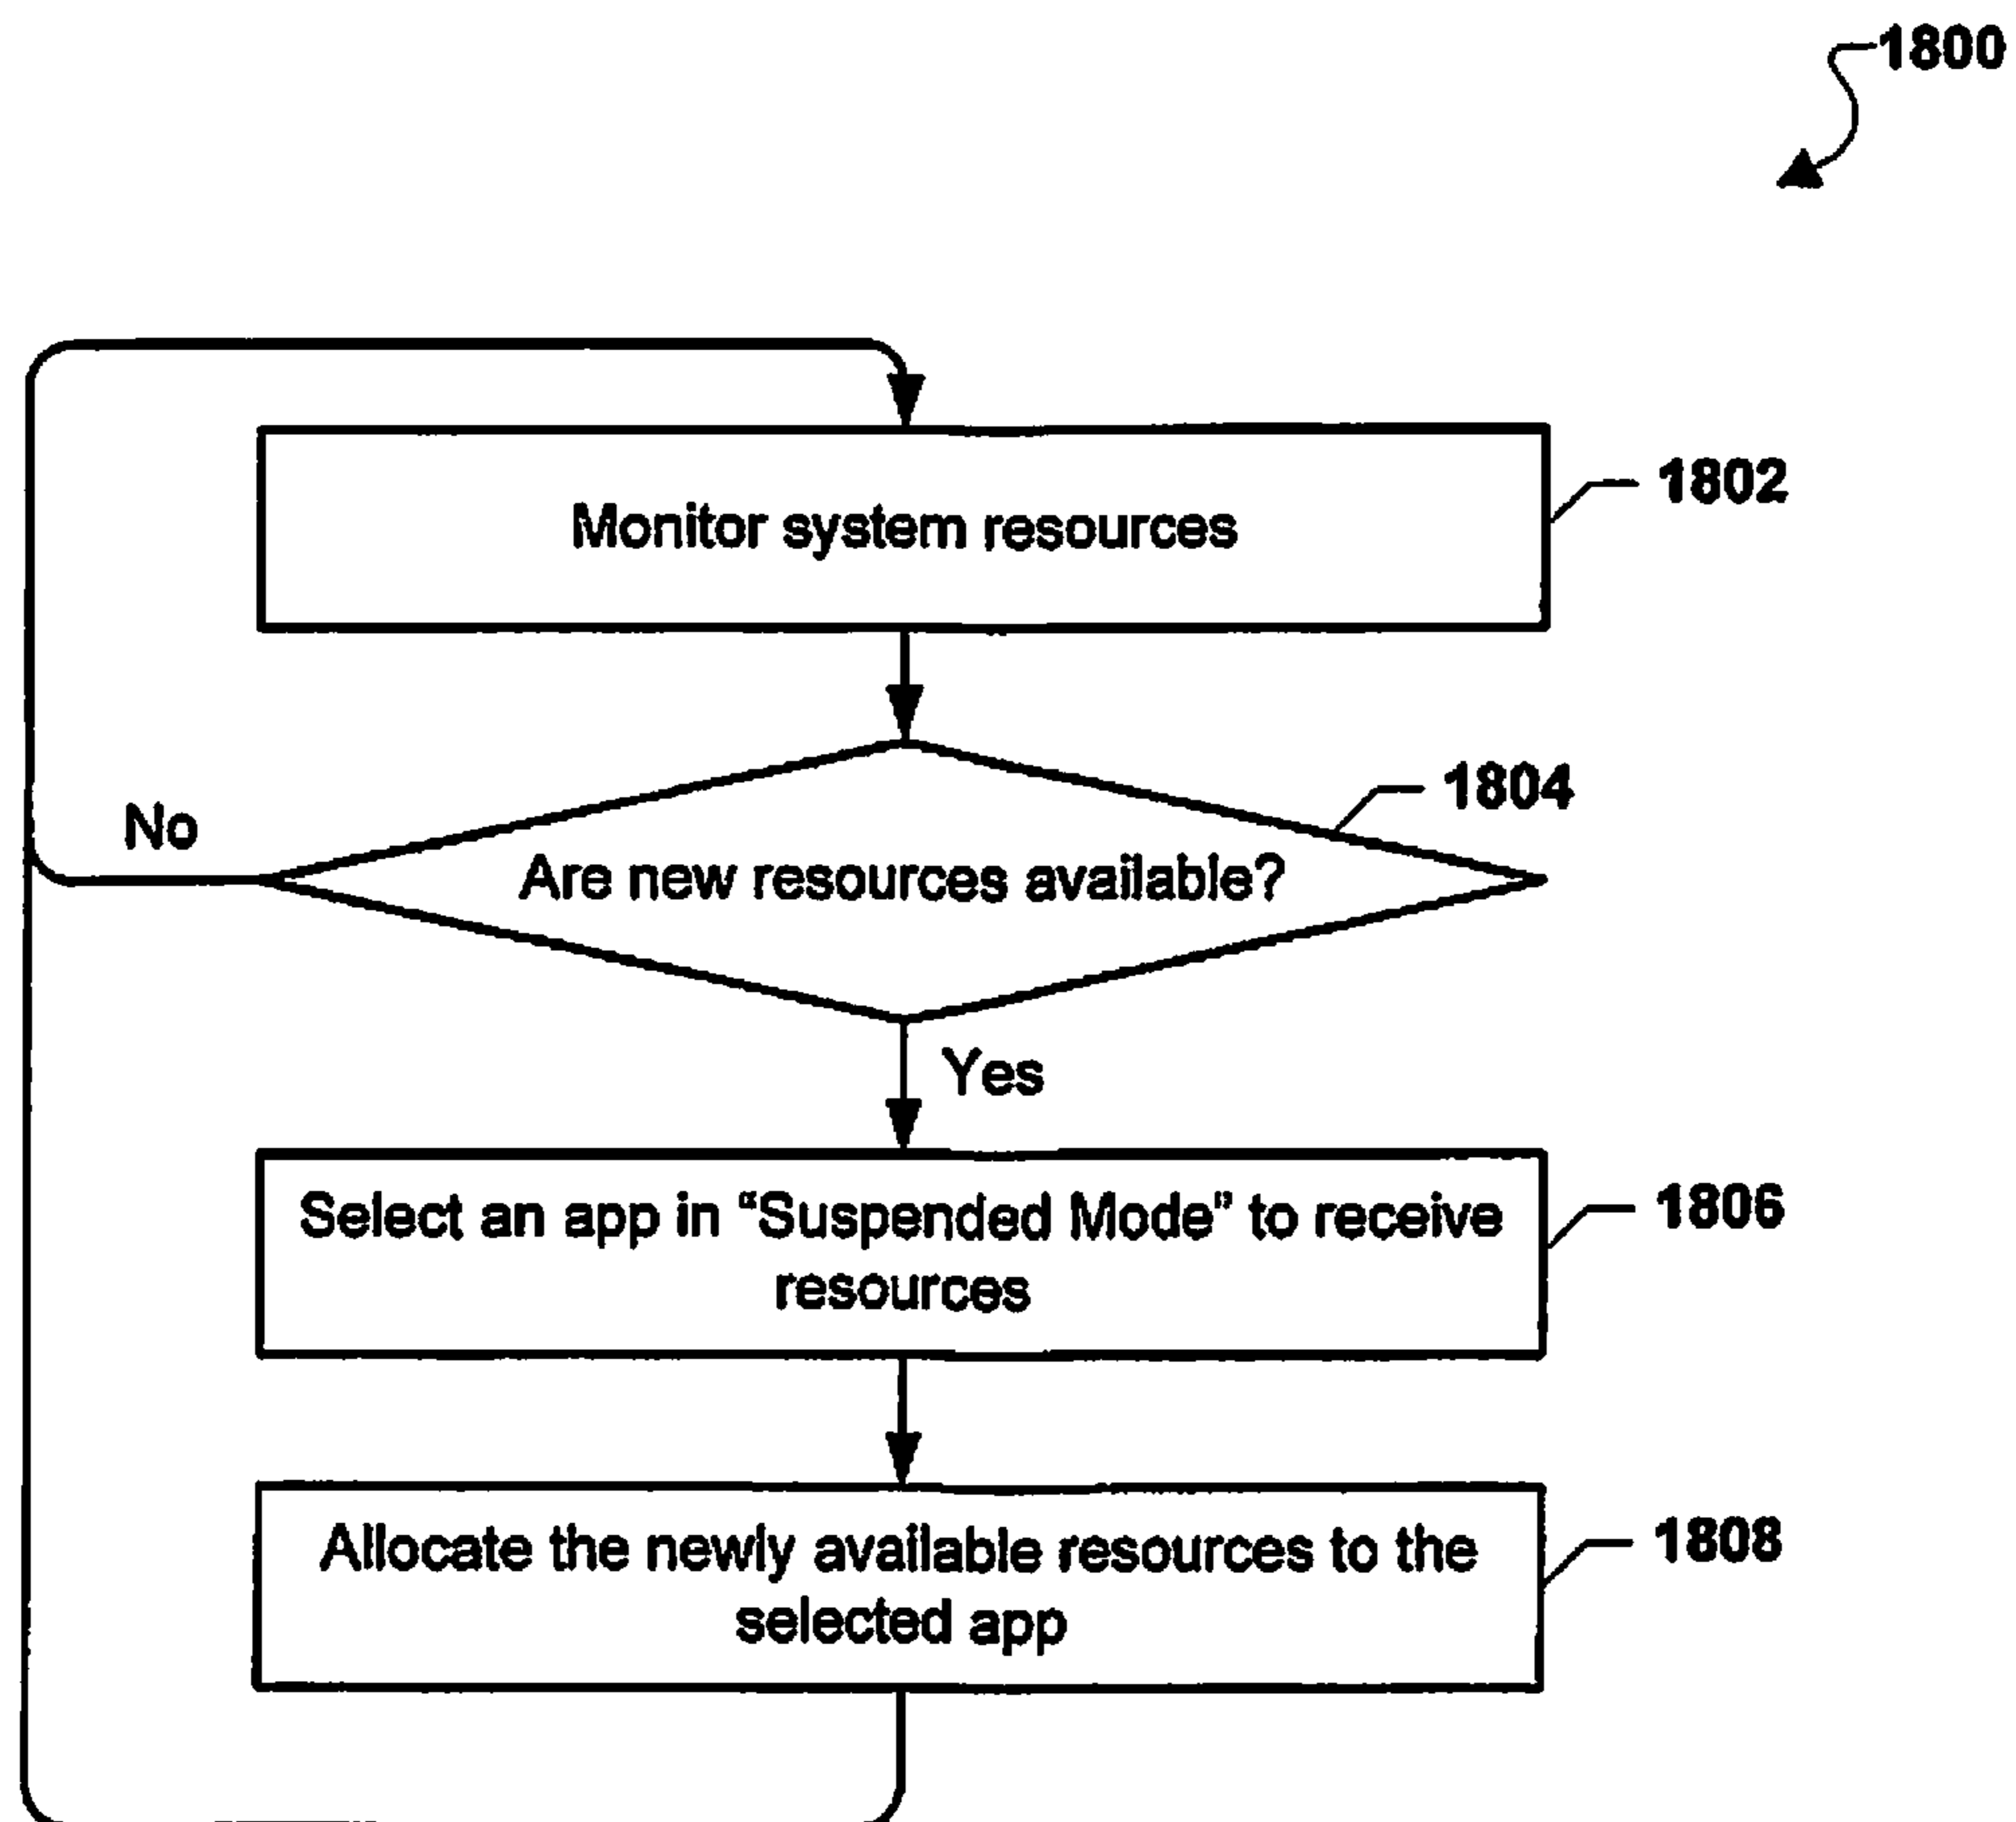 1800
Monitor system resources
1802
1804
No
Are new resources available?
Yes
Select an app in “Suspended Mode” to receive
resources
1806
Allocate the newly available resources to the
selected app
1808